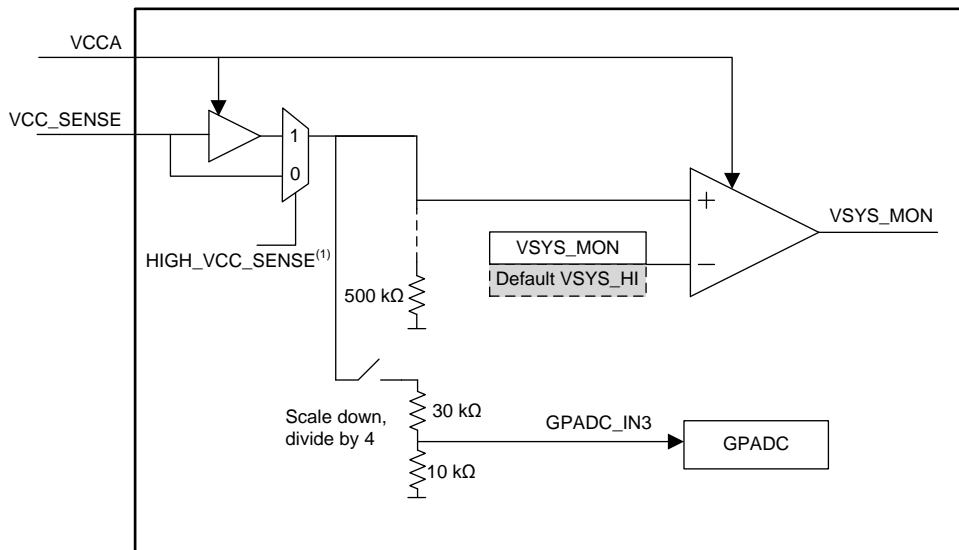 VCCA
VCC_SENSE
1
0
HIGH_VCC_SENSE(1)
+
VSYS_MON
VSYS_MON
–
Default VSYS_HI
500 kΩ
Scale down,
divide by 4
30 kΩ
GPADC_IN3
GPADC
10 kΩ